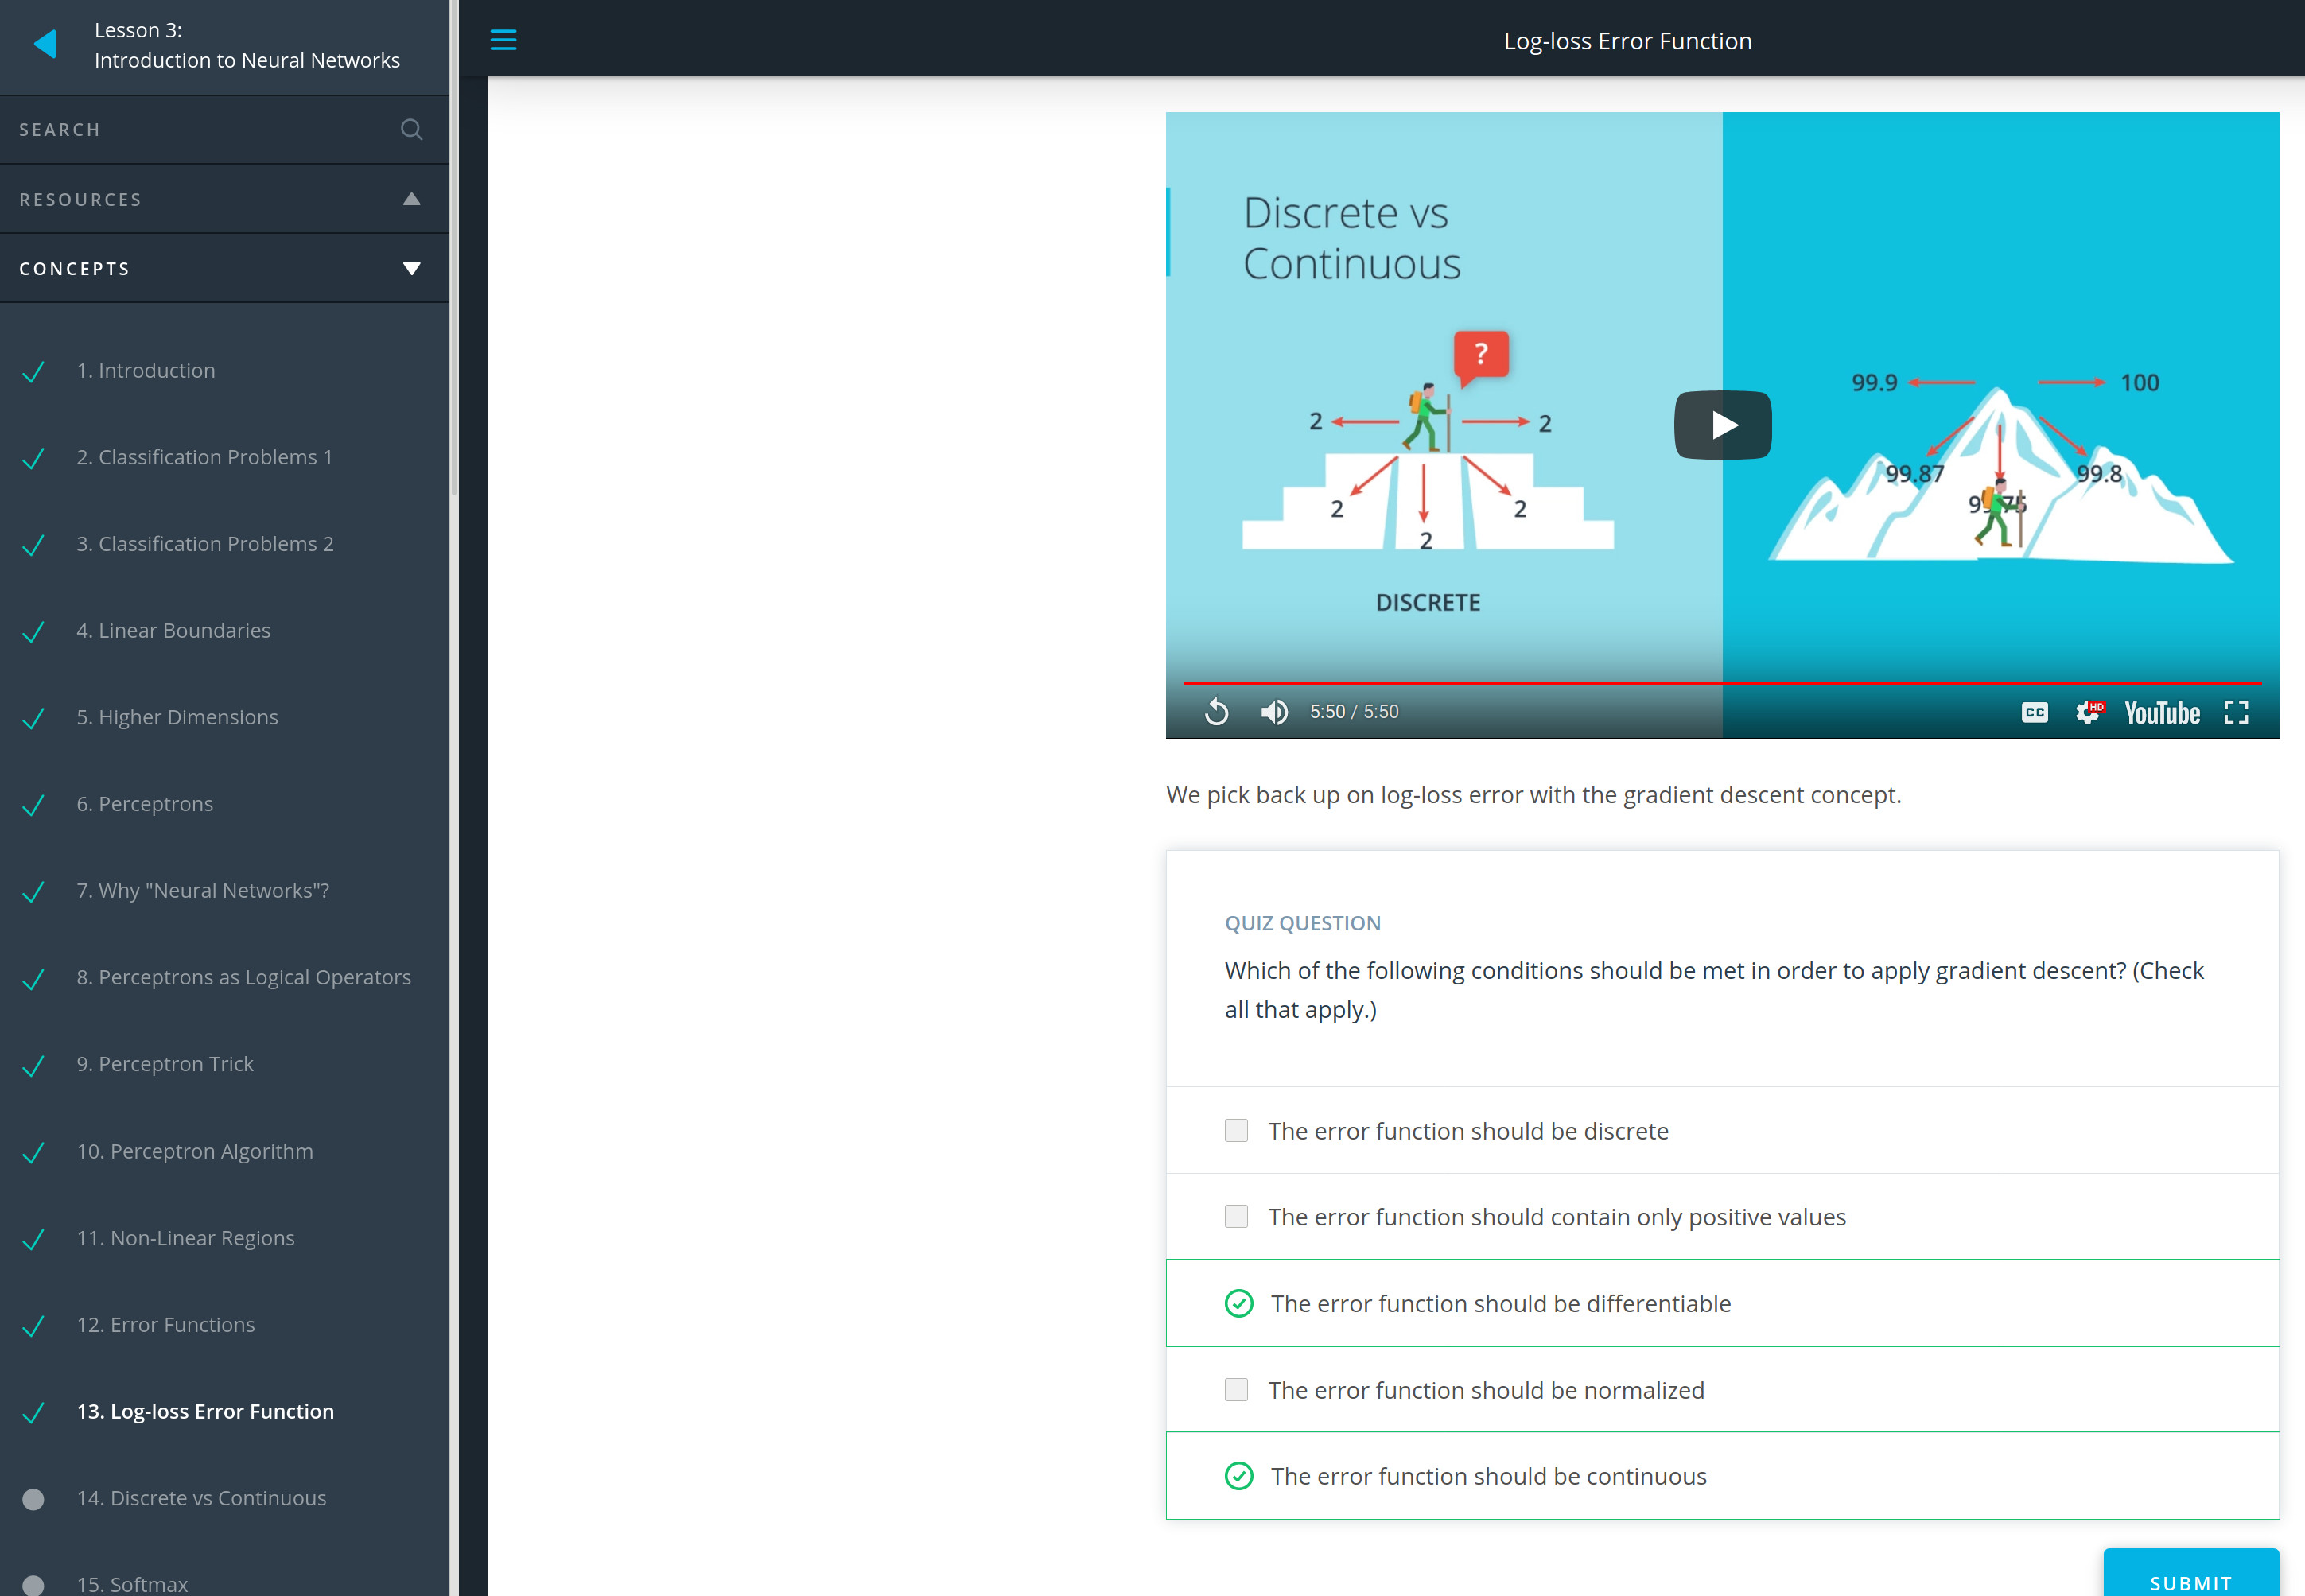 Lesson 3:
Introduction to Neural Networks
SEARCH
RESOURCES
CONCEPTS
1. Introduction
2. Classification Problems 1
3. Classification Problems 2
4. Linear Boundaries
5. Higher Dimensions
6. Perceptrons
7. Why "Neural Networks"?
8. Perceptrons as Logical Operators
9. Perceptron Trick
10. Perceptron Algorithm
11. Non-Linear Regions
12. Error Functions
13. Log-loss Error Function
14. Discrete vs Continuous
15. Softmax
Log-loss Error Function
Discrete vs
Continuous
?
2
2
2
2
2
DISCRETE
99.9
100
99.87
99.8
5:50 / 5:50
CC
HD
YouTube
We pick back up on log-loss error with the gradient descent concept.
QUIZ QUESTION
Which of the following conditions should be met in order to apply gradient descent? (Check
all that apply.)
The error function should be discrete
The error function should contain only positive values
The error function should be differentiable
The error function should be normalized
The error function should be continuous
SUBMIT